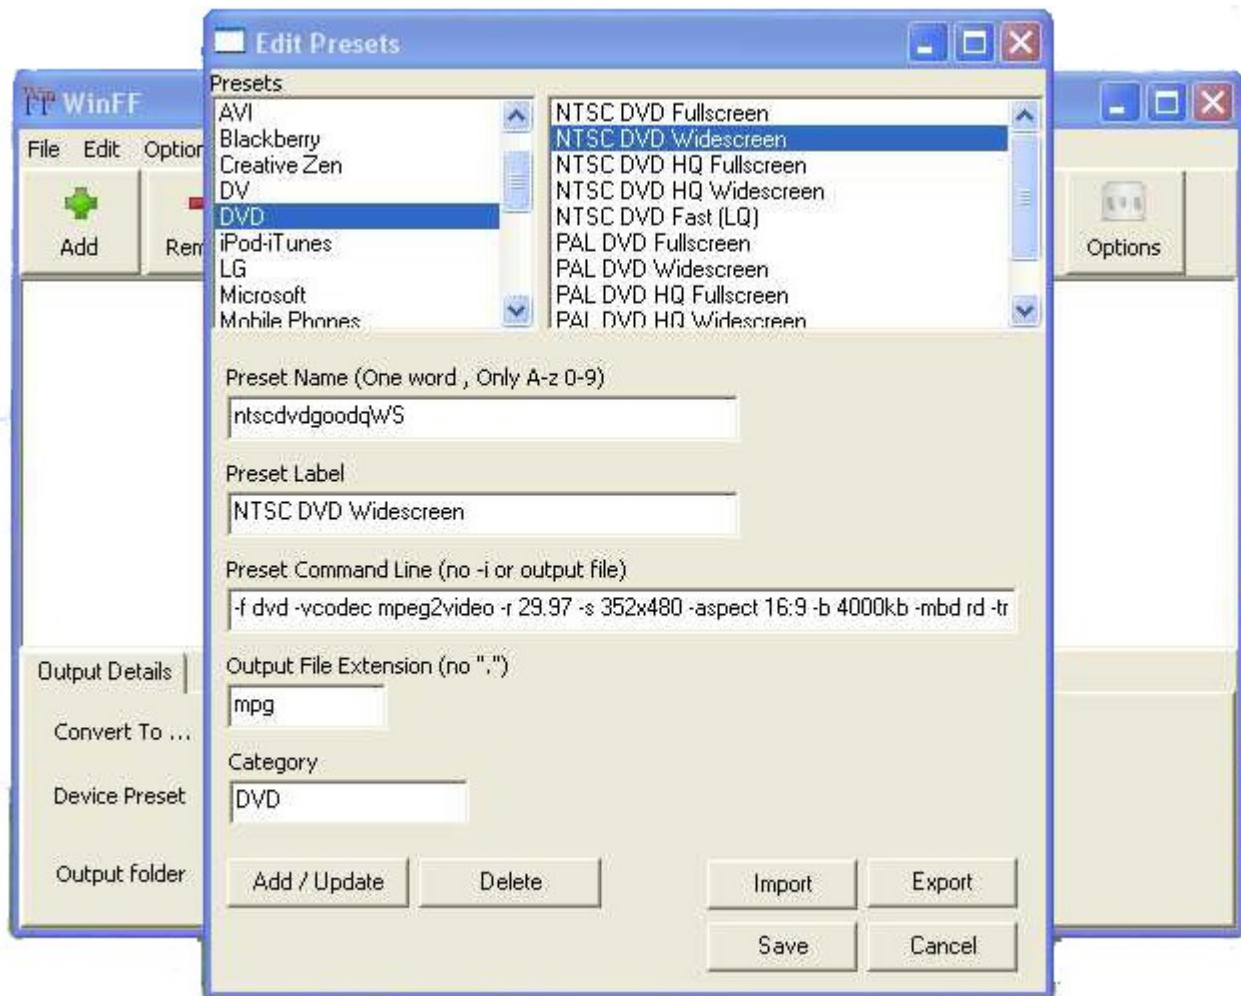 Edit Presets
WinFF
File Edit Option
Add
Rem
Options
Presets
AVI
Blackberry
Creative Zen
DV
DVD
iPod-iTunes
LG
Microsoft
Mobile Phones
NTSC DVD Fullscreen
NTSC DVD Widescreen
NTSC DVD HQ Fullscreen
NTSC DVD HQ Widescreen
NTSC DVD Fast (LQ)
PAL DVD Fullscreen
PAL DVD Widescreen
PAL DVD HQ Fullscreen
PAL DVD HQ Widescreen
Preset Name (One word , Only A-z 0-9)
ntscdvdgoodqWS
Preset Label
NTSC DVD Widescreen
Preset Command Line (no -i or output file)
-f dvd -vcodec mpeg2video -r 29.97 -s 352x480 -aspect 16:9 -b 4000kb -mbd rd -tr
Output File Extension (no ".")
mpg
Category
DVD
Add / Update
Delete
Import
Export
Save
Cancel
Output Details
Convert To ...
Device Preset
Output folder